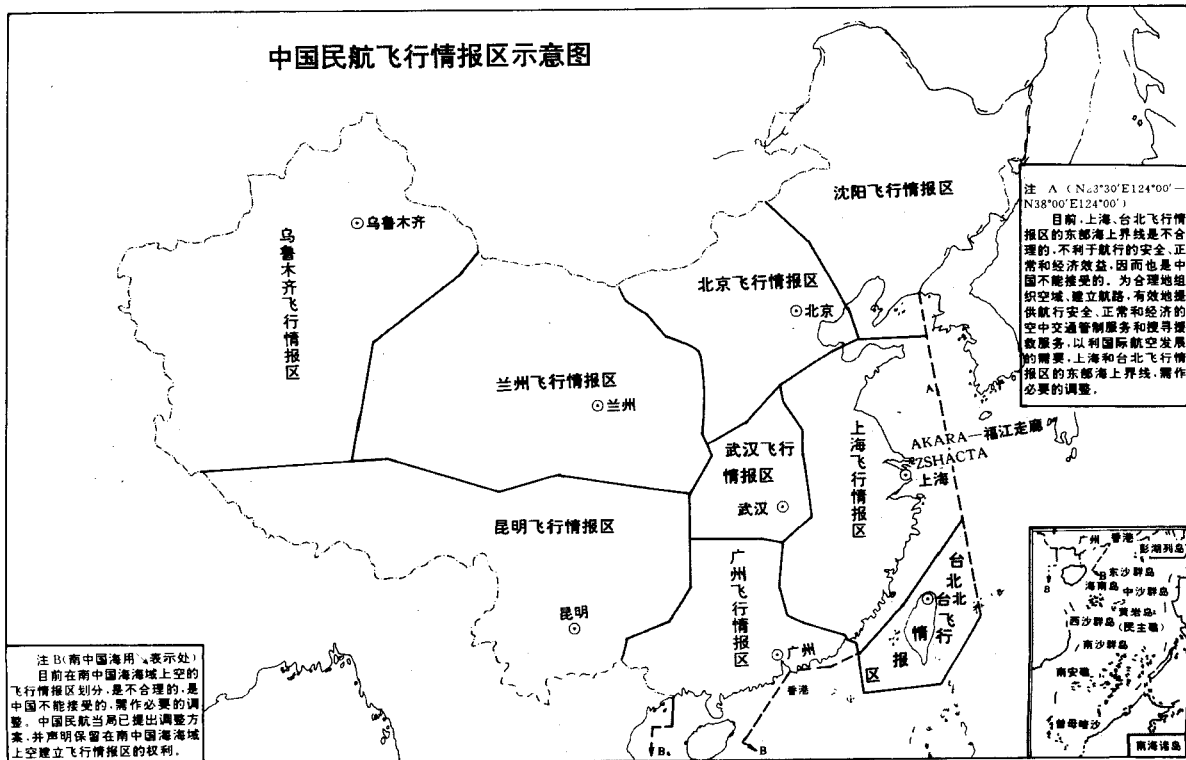 中国民航飞行情报区示意图
沈阳飞行情报区
乌鲁木齐
乌鲁木齐飞行情报区
北京飞行情报区
北京
兰州飞行情报区
兰州
武汉飞行
情报区
武汉
上海飞行情报区
上海
AKARA—福江走廊
ZSHACTA
A
昆明飞行情报区
昆明
广州飞行情报区
广州
香港
台北
台北飞行
情
报
区
B
B
注 A (N23°30′E124°00′—
N38°00′E124°00′)
目前,上海、台北飞行情
报区的东部海上界线是不合
理的,不利于航行的安全、正
常和经济效益,因而也是中
国不能接受的。为合理地组
织空域、建立航路,有效地提
供航行安全、正常和经济的
空中交通管制服务和搜寻援
救服务,以利国际航空发展
的需要,上海和台北飞行情
报区的东部海上界线,需作
必要的调整。
注 B(南中国海用 表示处)
目前在南中国海海域上空的
飞行情报区划分,是不合理的,是
中国不能接受的,需作必要的调
整。中国民航当局已提出调整方
案,并声明保留在南中国海海域
上空建立飞行情报区的权利。
广州
香港
澎湖列岛
B
B
东沙群岛
海南岛
中沙群岛
黄岩岛
西沙群岛
(民主礁)
南沙群岛
南安礁
曾母暗沙
南海诸岛